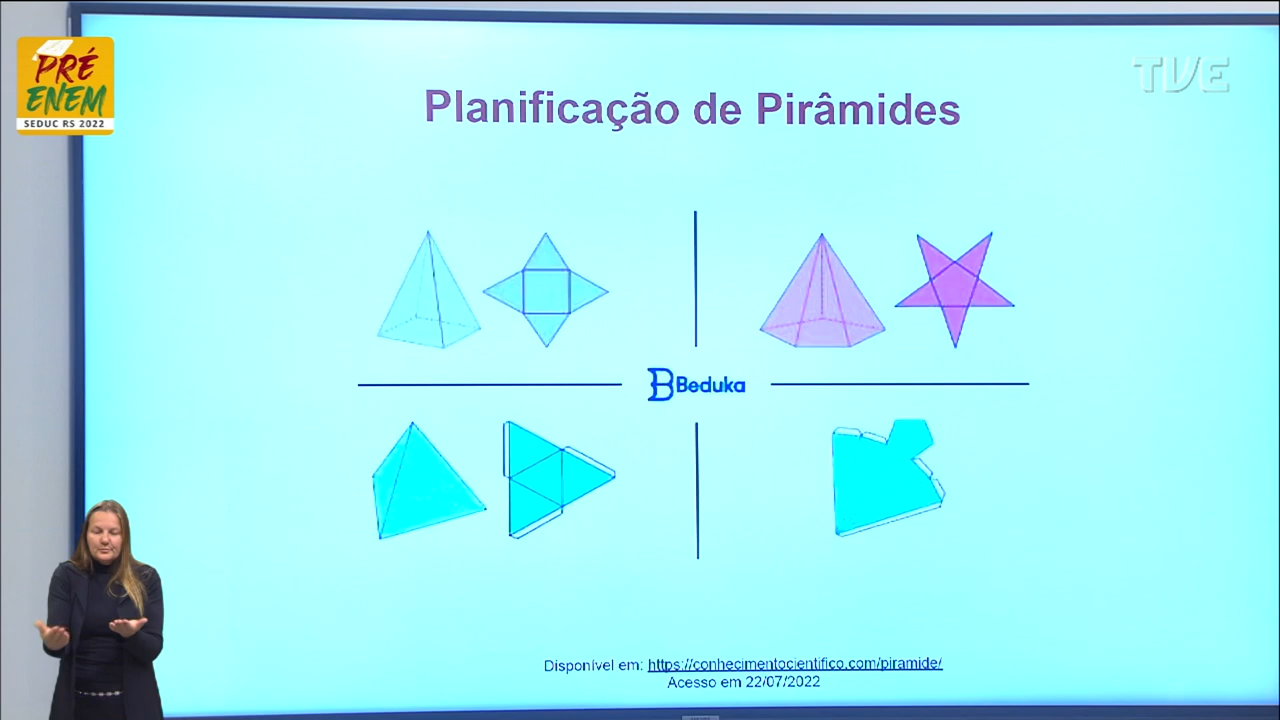 PRÉ
ENEM
SEDUC RS 2022
TVE
Planificação de Pirâmides
Beduka
Disponível em: https://conhecimentocientifico.com/piramide/
Acesso em 22/07/2022